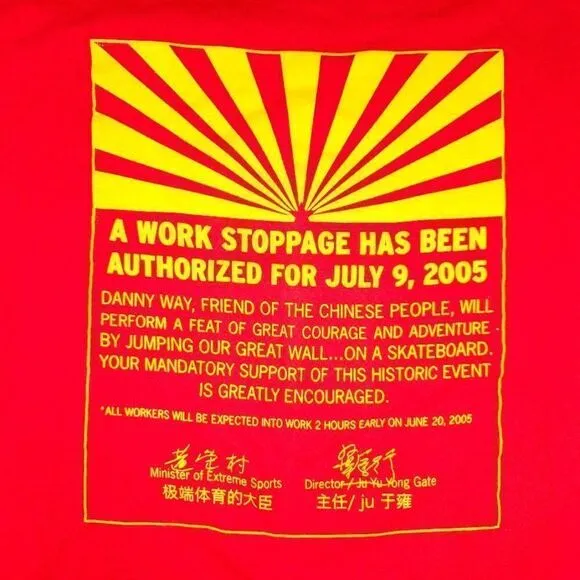 A WORK STOPPAGE HAS BEEN
AUTHORIZED FOR JULY 9, 2005
DANNY WAY, FRIEND OF THE CHINESE PEOPLE, WILL
PERFORM A FEAT OF GREAT COURAGE AND ADVENTURE
BY JUMPING OUR GREAT WALL...ON A SKATEBOARD.
YOUR MANDATORY SUPPORT OF THIS HISTORIC EVENT
IS GREATLY ENCOURAGED.
*ALL WORKERS WILL BE EXPECTED INTO WORK 2 HOURS EARLY ON JUNE 20, 2005
Minister of Extreme Sports
极端体育的大臣
Director/ Ju Yu Yong Gate
主任/ ju 于雍